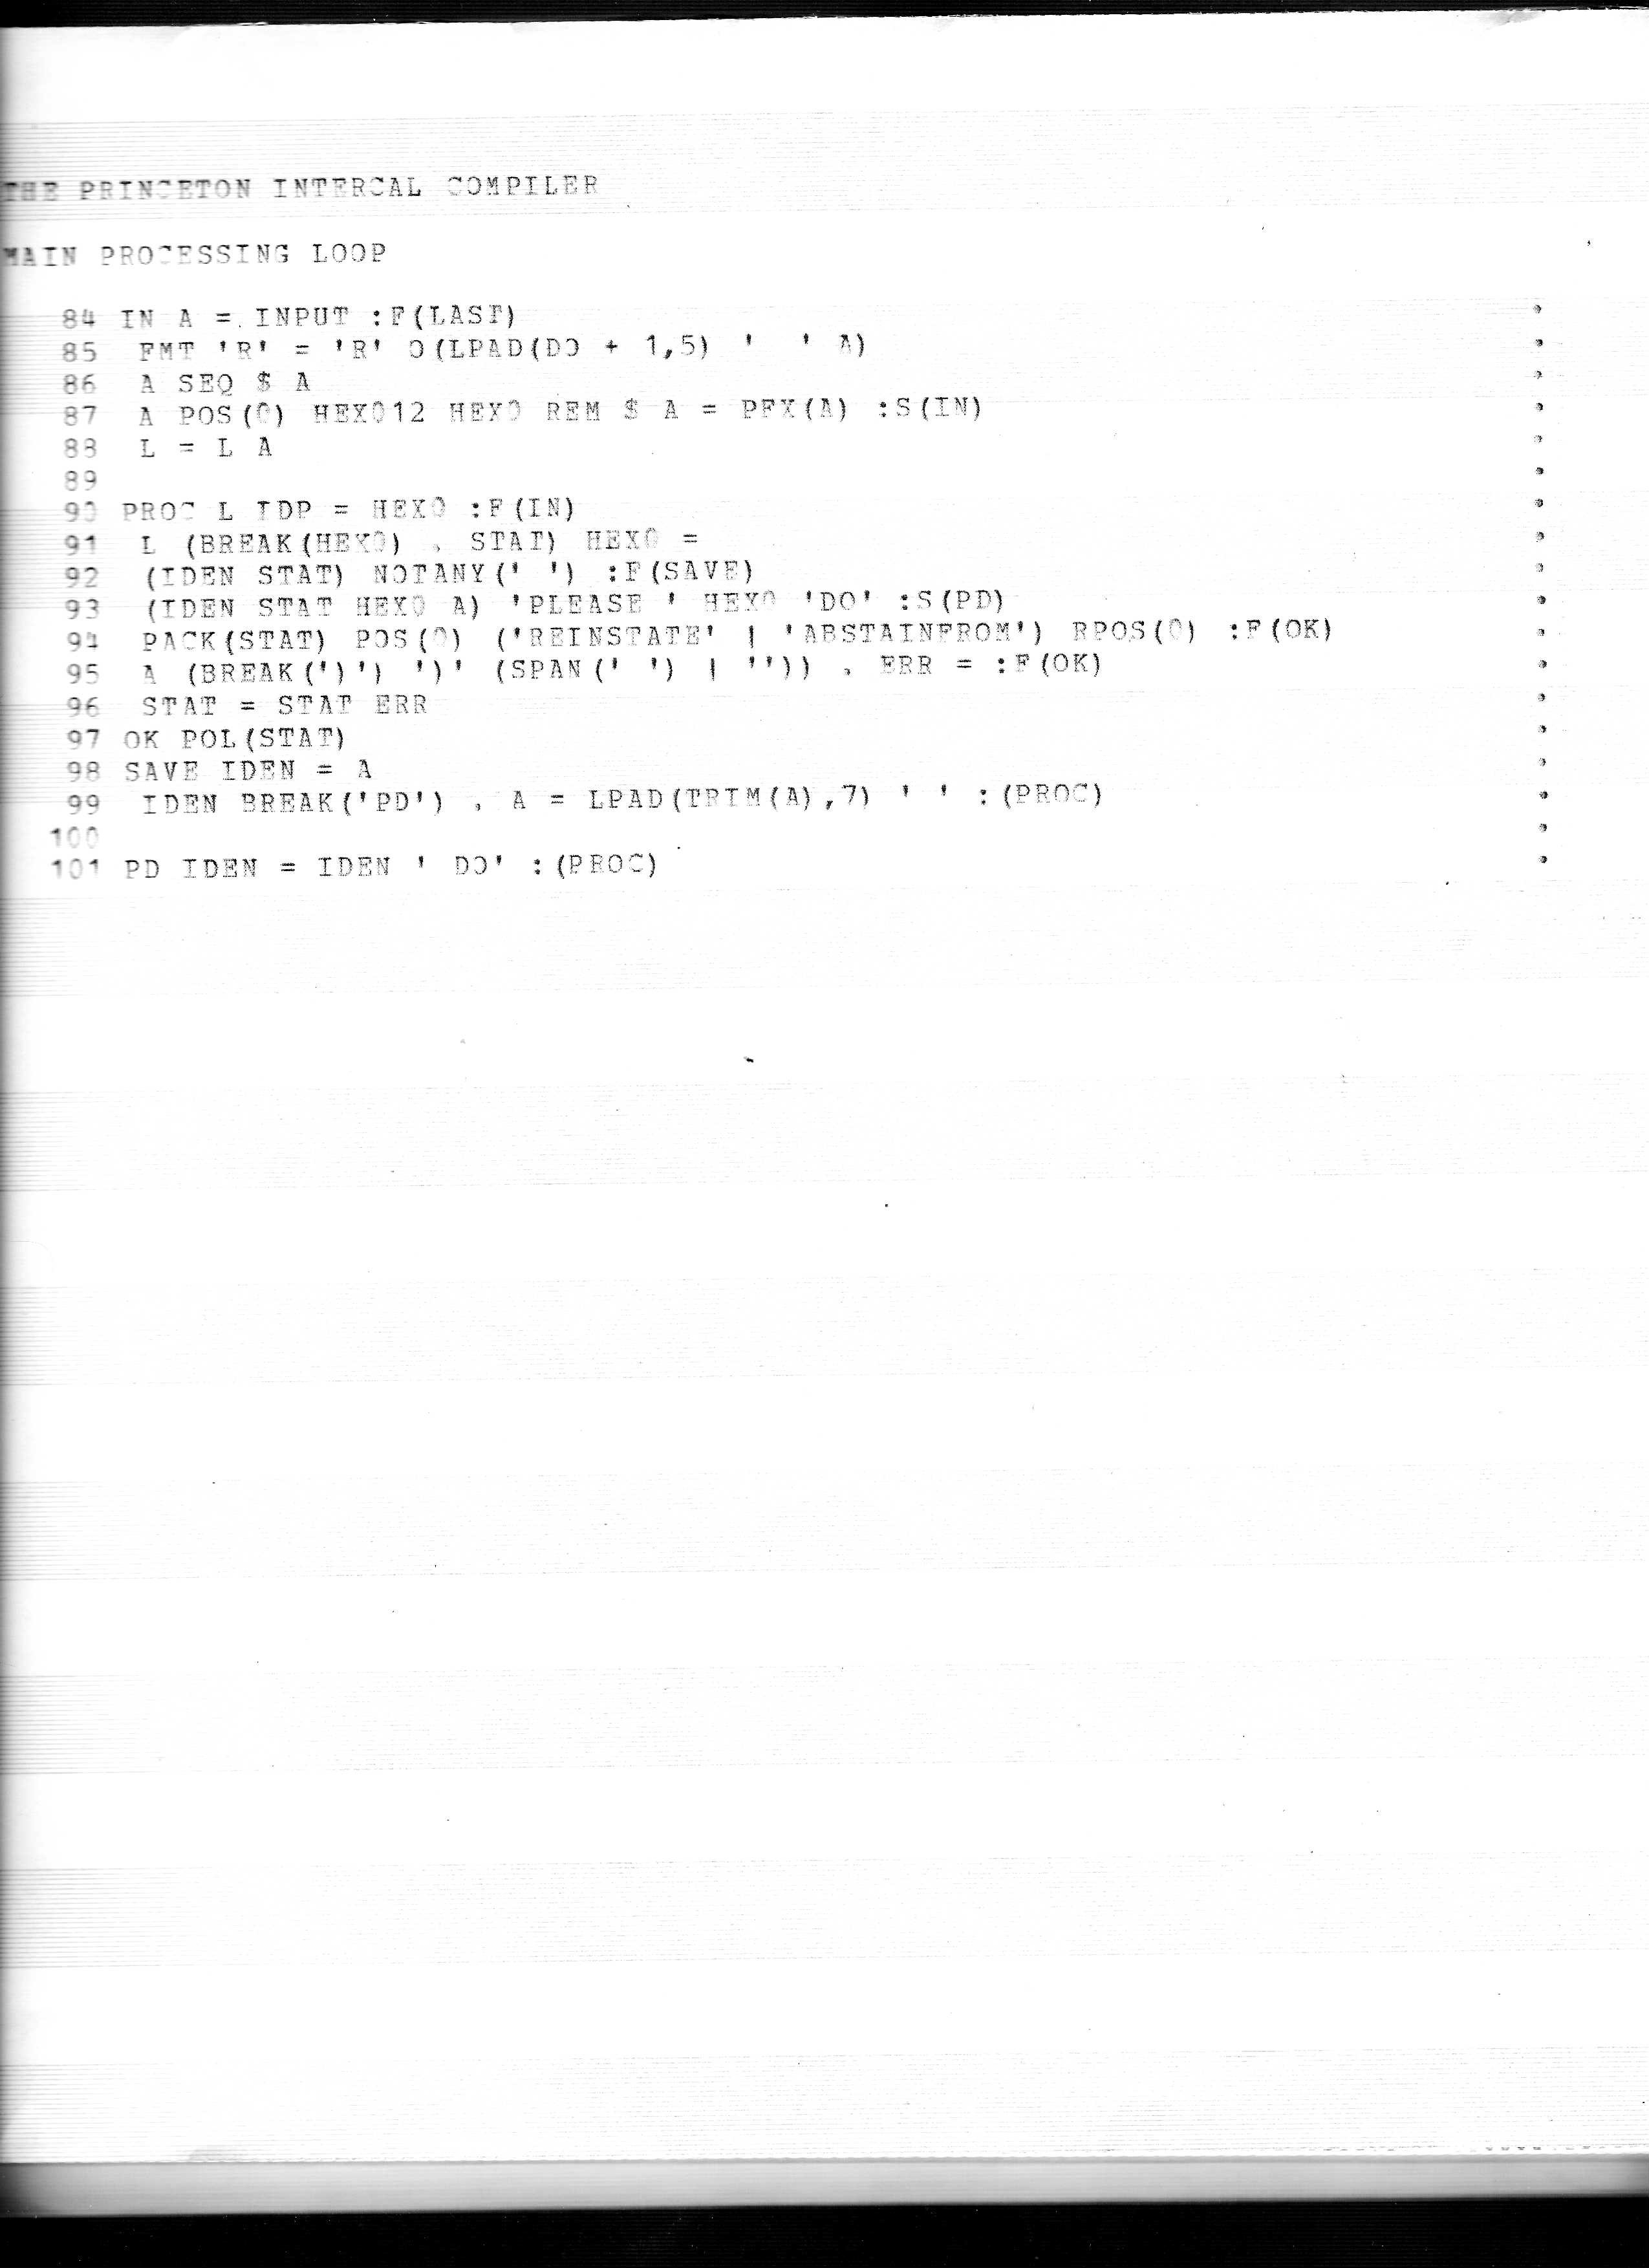 THE PRINCETON INTERCAL COMPILER
MAIN PROCESSING LOOP
84 IN A = INPUT :F(LAST)
85  FMT 'R' = 'R' O(LPAD(DO + 1,5) '  ' A)
86  A SEQ $ A
87  A POS(0) HEX012 HEX0 REM $ A = PFX(A) :S(IN)
88  L = L A
89
90 PROC L IDP = HEX0 :F(IN)
91  L (BREAK(HEX0) . STAT) HEX0 =
92  (IDEN STAT) NOTANY(' ') :F(SAVE)
93  (IDEN STAT HEX0 A) 'PLEASE ' HEX0 'DO' :S(PD)
94  PACK(STAT) POS(0) ('REINSTATE' | 'ABSTAINFROM') RPOS(0) :F(OK)
95  A (BREAK(')') ')' (SPAN(' ') | '')) . ERR = :F(OK)
96  STAT = STAT ERR
97 OK POL(STAT)
98 SAVE IDEN = A
99  IDEN BREAK('PD') . A = LPAD(TRIM(A),7) ' ' :(PROC)
100
101 PD IDEN = IDEN ' DO' :(PROC)